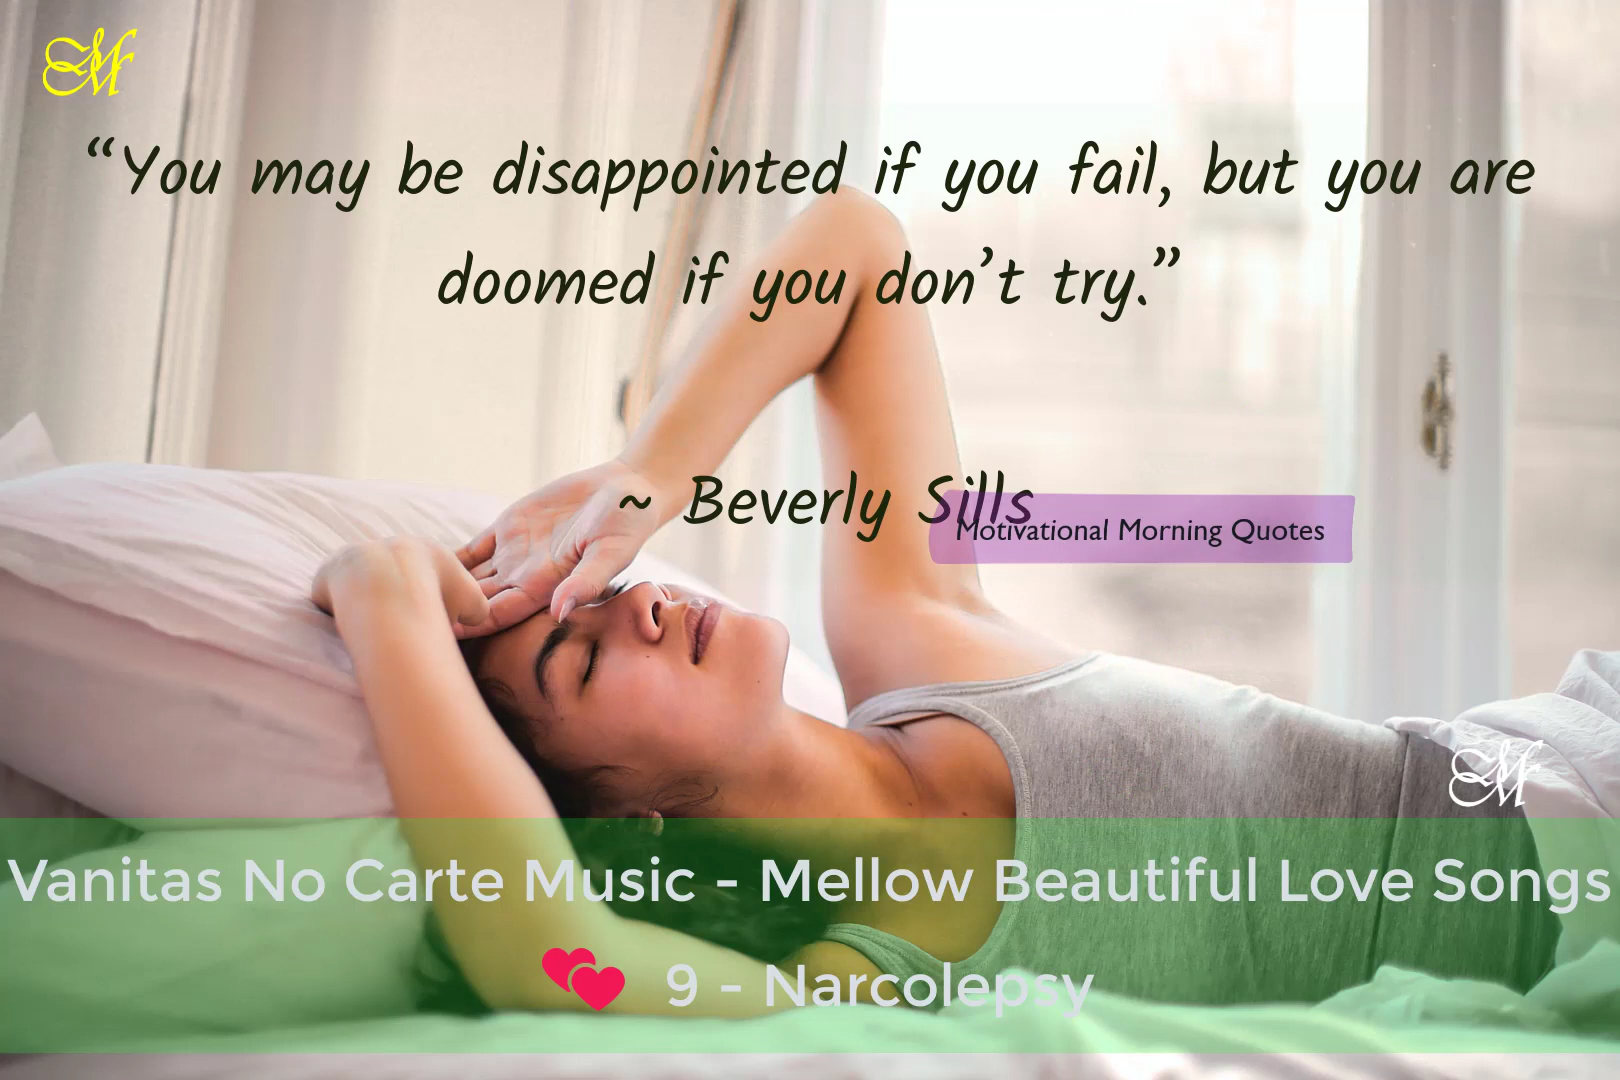 “You may be disappointed if you fail, but you are
doomed if you don’t try.”
~ Beverly Sills
Motivational Morning Quotes
Vanitas No Carte Music - Mellow Beautiful Love Songs
9 - Narcolepsy